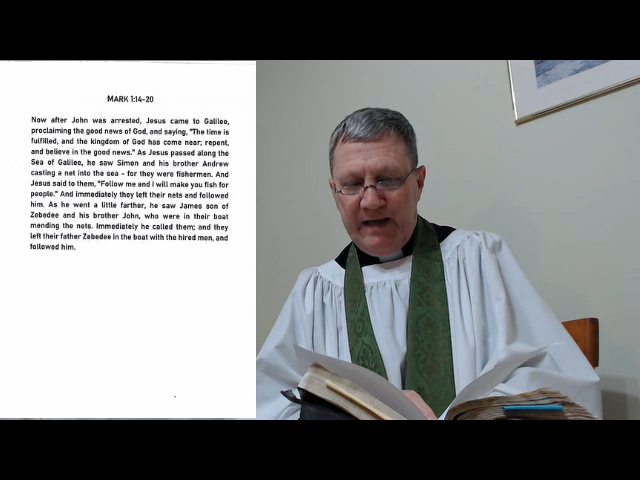 MARK 1:14-20
Now after John was arrested, Jesus came to Galilee,
proclaiming the good news of God, and saying, "The time is
fulfilled, and the kingdom of God has come near; repent,
and believe in the good news." As Jesus passed along the
Sea of Galilee, he saw Simon and his brother Andrew
casting a net into the sea - for they were fishermen. And
Jesus said to them, "Follow me and I will make you fish for
people." And immediately they left their nets and followed
him. As he went a little farther, he saw James son of
Zebedee and his brother John, who were in their boat
mending the nets. Immediately he called them; and they
left their father Zebedee in the boat with the hired men, and
followed him.